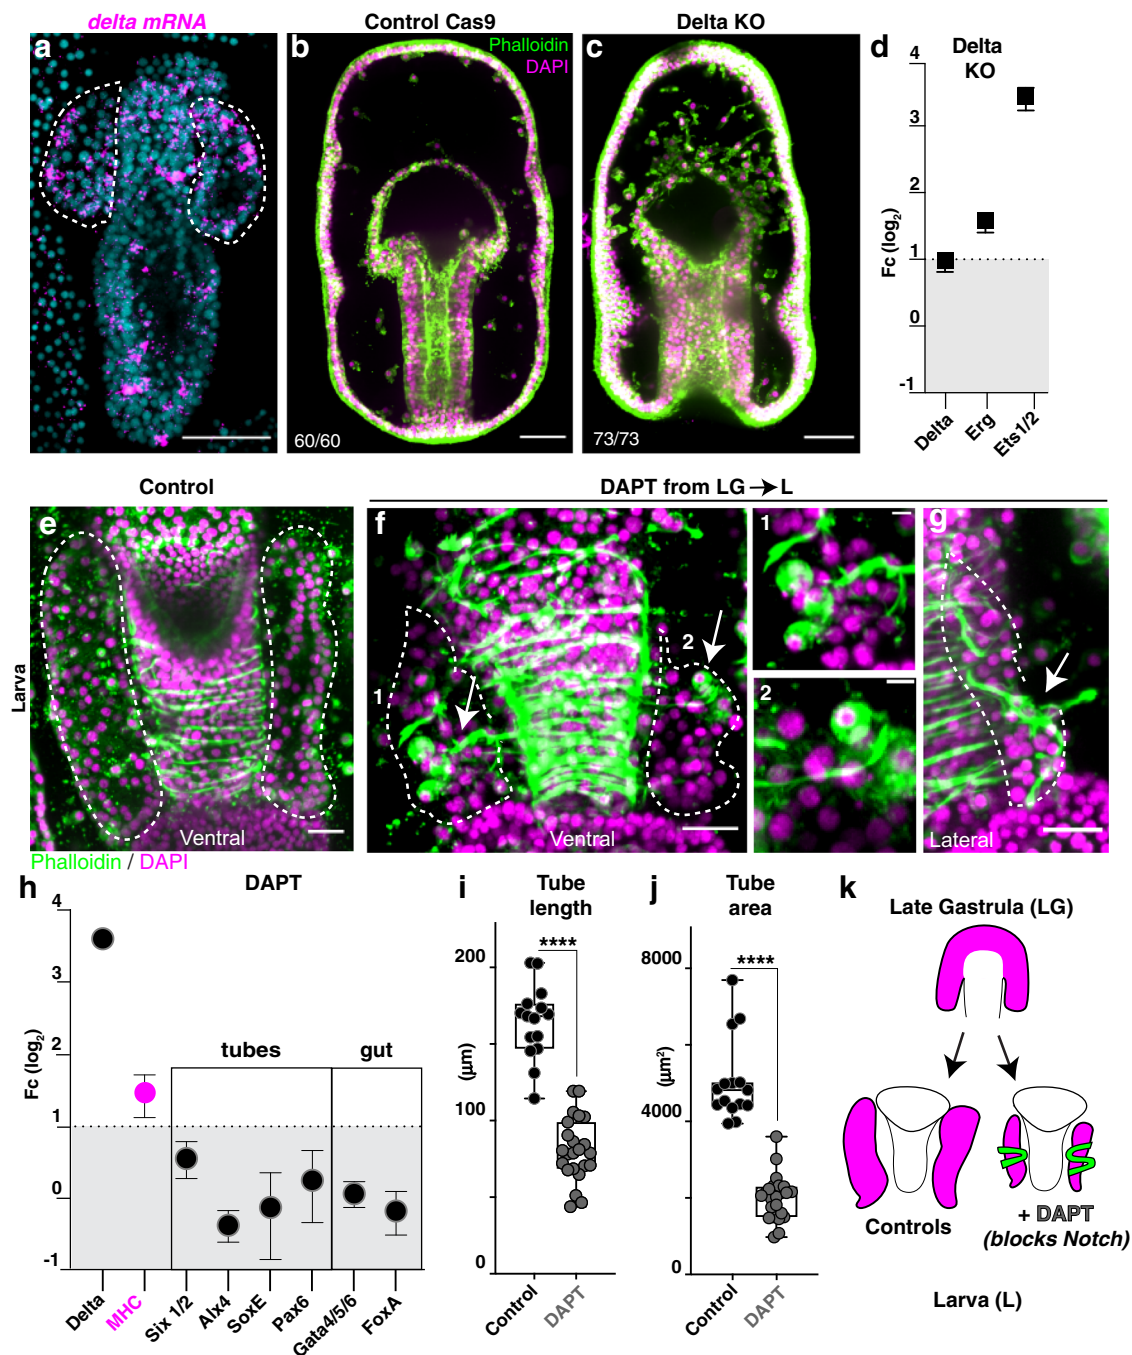 delta mRNA
a
Control Cas9
b
Phalloidin
DAPI
60/60
Delta KO
c
73/73
d
Delta
KO
Fc (log2)
4
3
2
1
0
-1
Delta
Erg
Ets1/2
Control
DAPT from LG → L
Larva
e
Ventral
Phalloidin / DAPI
f
1
2
Ventral
1
2
g
Lateral
h
DAPT
Fc (log2)
4
3
2
1
0
-1
tubes
gut
Delta
MHC
Six 1/2
Alx4
SoxE
Pax6
Gata4/5/6
FoxA
i
Tube
length
****
(µm)
200
100
0
Control
DAPT
j
Tube
area
****
(µm²)
8000
4000
0
Control
DAPT
k
Late Gastrula (LG)
Controls
+ DAPT
(blocks Notch)
Larva (L)